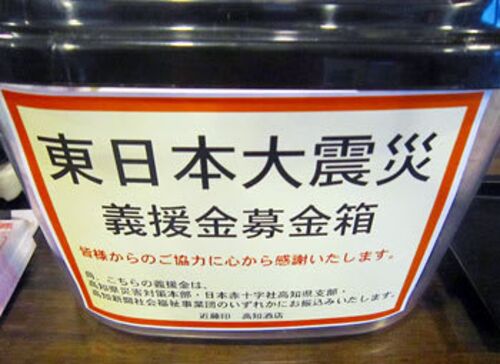 東日本大震災
義援金募金箱
皆様からのご協力に心から感謝いたします。
尚、こちらの義援金は、
高知県災害対策本部・日本赤十字社高知県支部・
高知新聞社会福祉事業団のいずれかにお振込みいたします。
近藤印 高知酒店